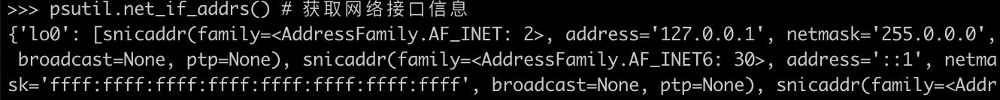 >>> psutil.net_if_addrs() # 获取网络接口信息
{'lo0': [snicaddr(family=<AddressFamily.AF_INET: 2>, address='127.0.0.1', netmask='255.0.0.0',
 broadcast=None, ptp=None), snicaddr(family=<AddressFamily.AF_INET6: 30>, address='::1', netma
sk='ffff:ffff:ffff:ffff:ffff:ffff:ffff:ffff', broadcast=None, ptp=None), snicaddr(family=<Addr